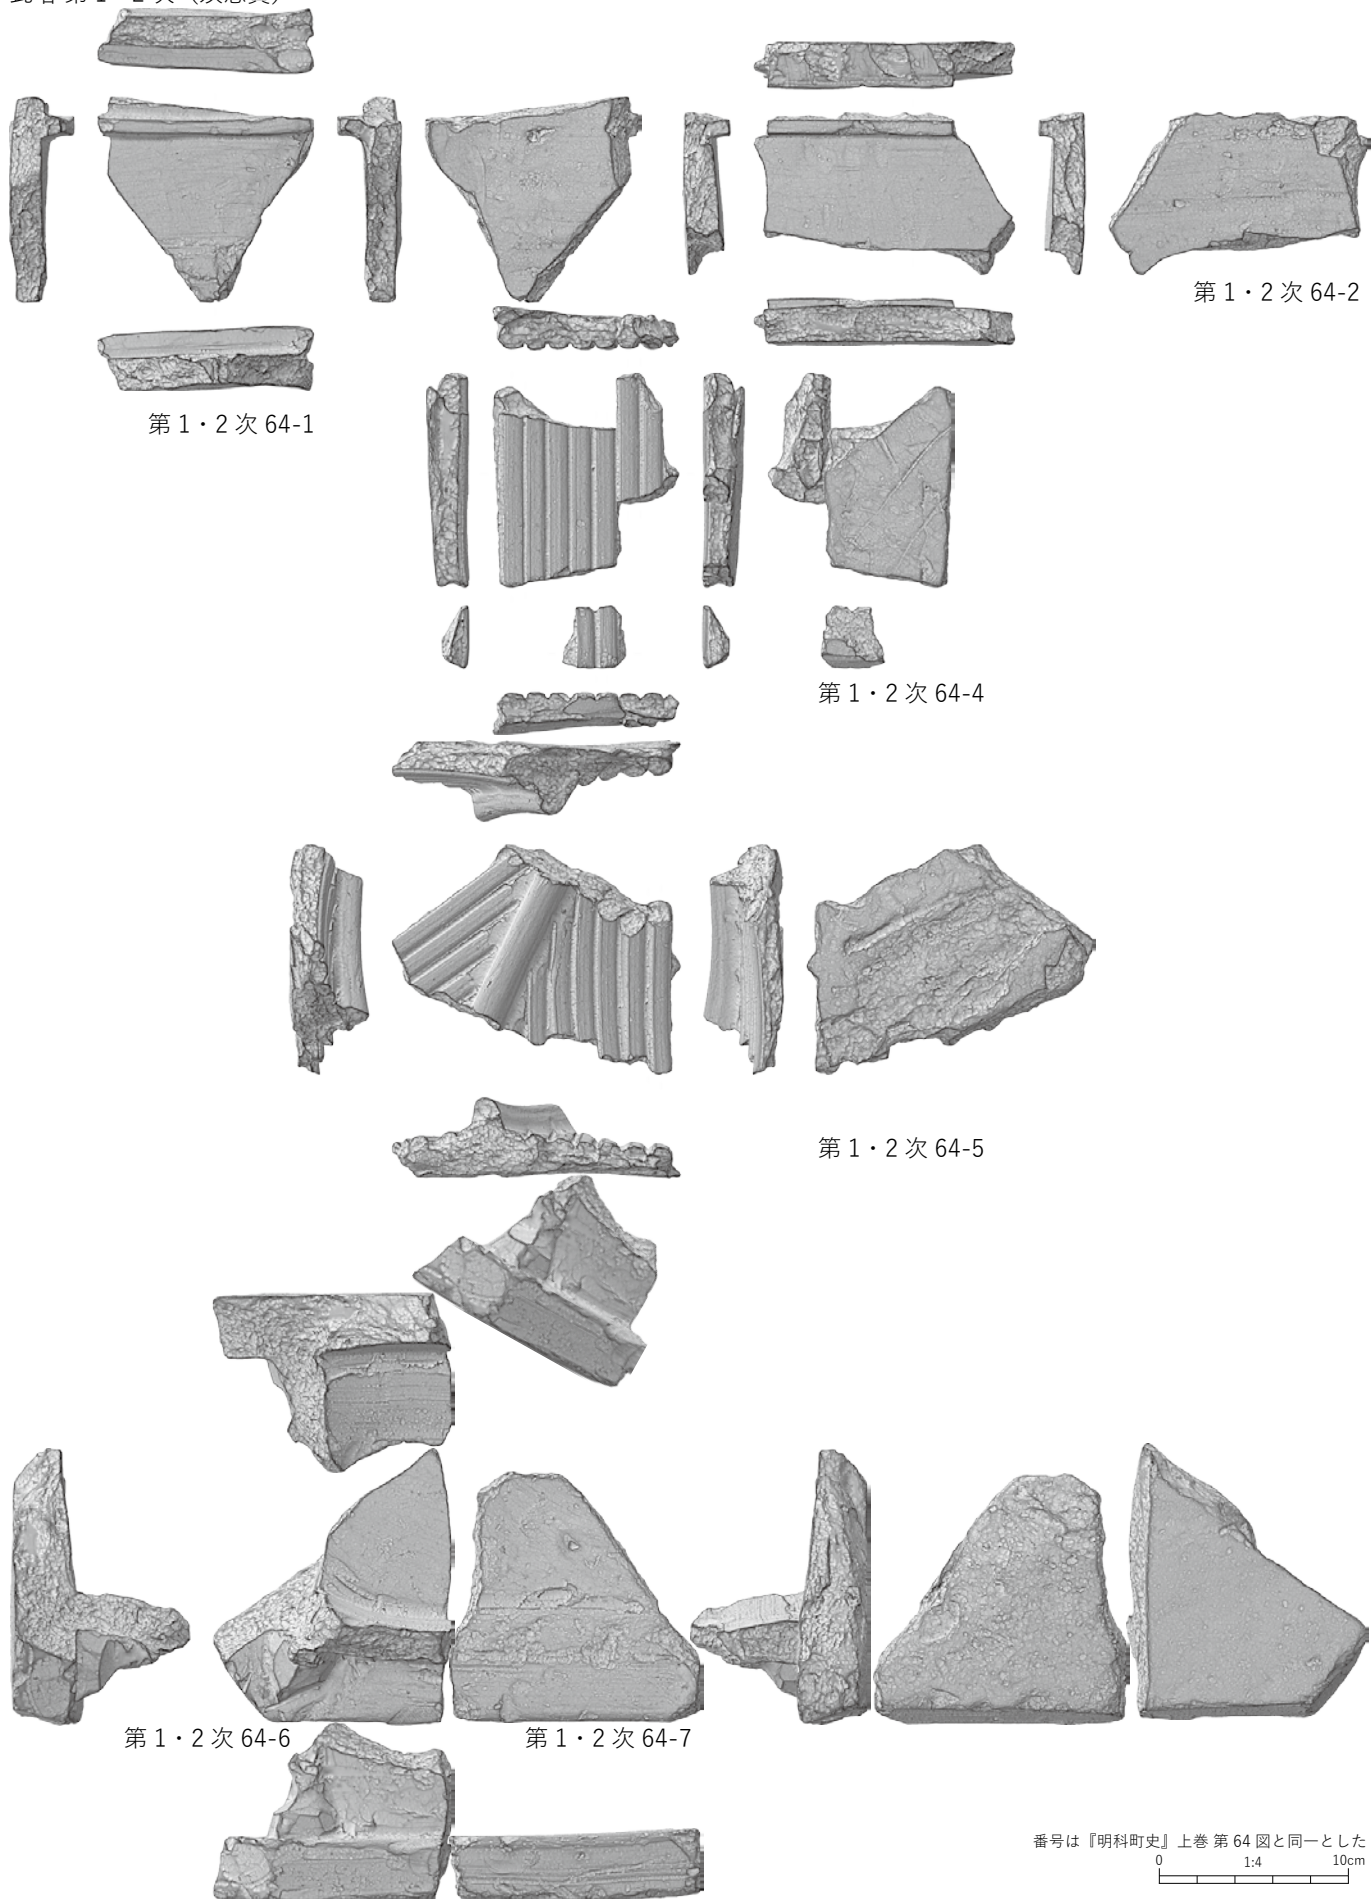 第 1・2 次 64-2
第 1・2 次 64-1
第 1・2 次 64-4
第 1・2 次 64-5
第 1・2 次 64-6
第 1・2 次 64-7
番号は『明科町史』上巻 第 64 図と同一とした
0 1:4 10cm